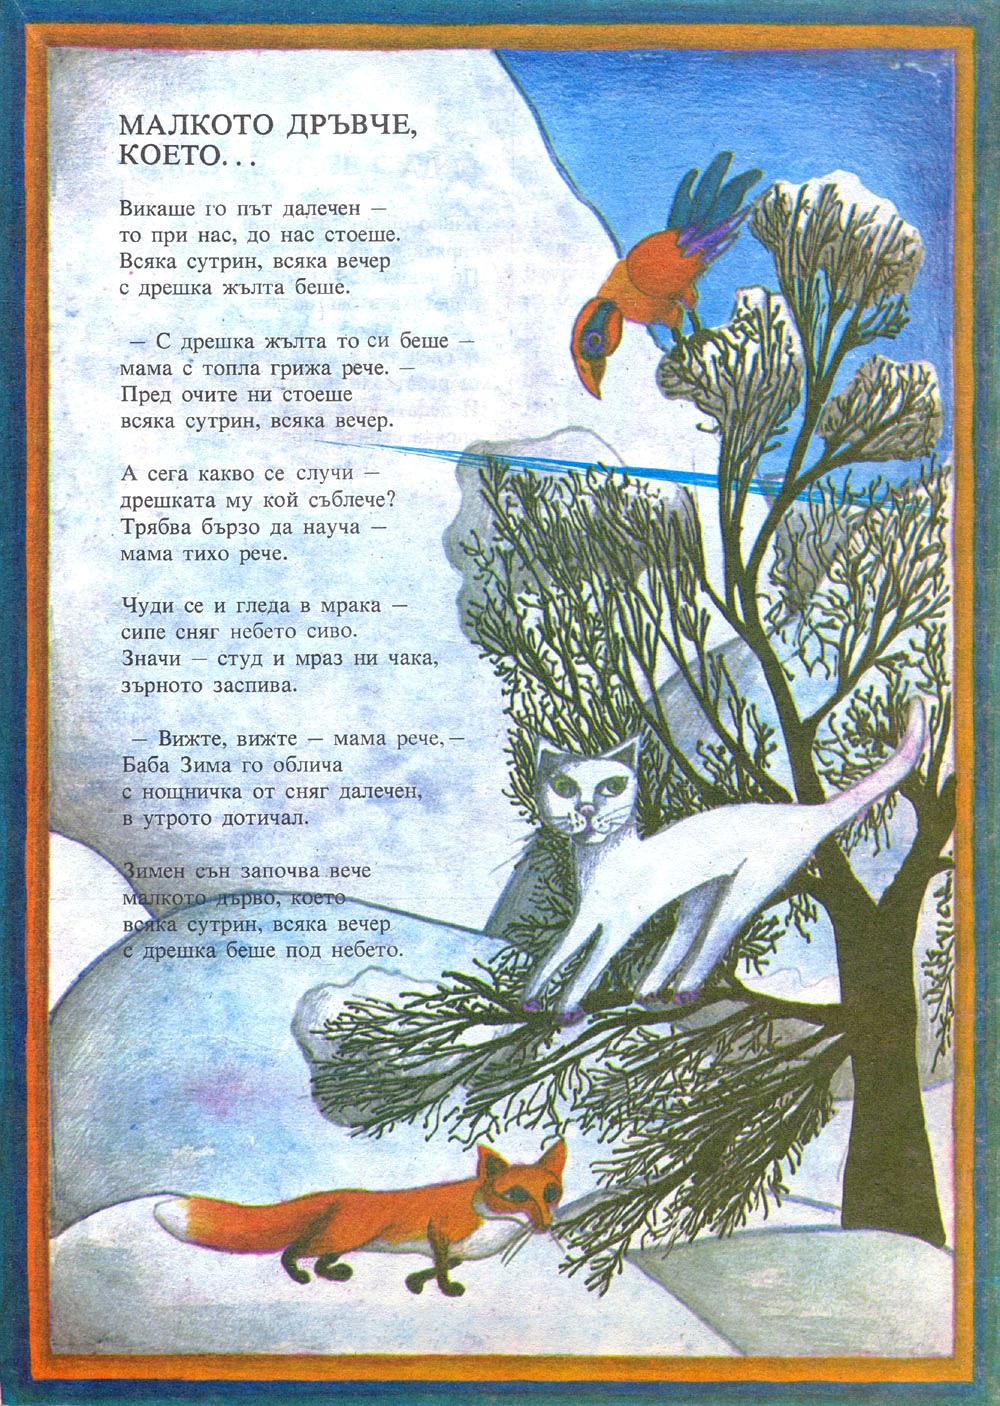 МАЛКОТО ДРЪВЧЕ,
КОЕТО...
Викаше го път далечен —
то при нас, до нас стоеше.
Всяка сутрин, всяка вечер
с дрешка жълта беше.
— С дрешка жълта то си беше —
мама с топла грижа рече. —
Пред очите ни стоеше
всяка сутрин, всяка вечер.
А сега какво се случи —
дрешката му кой съблече?
Трябва бързо да науча —
мама тихо рече.
Чуди се и гледа в мрака —
сипе сняг небето сиво.
Значи — студ и мраз ни чака,
зърното заспива.
— Вижте, вижте — мама рече, —
Баба Зима го облича
с нощничка от сняг далечен,
в утрото дотичал.
Зимен сън започва вече
малкото дърво, което
всяка сутрин, всяка вечер
с дрешка беше под небето.